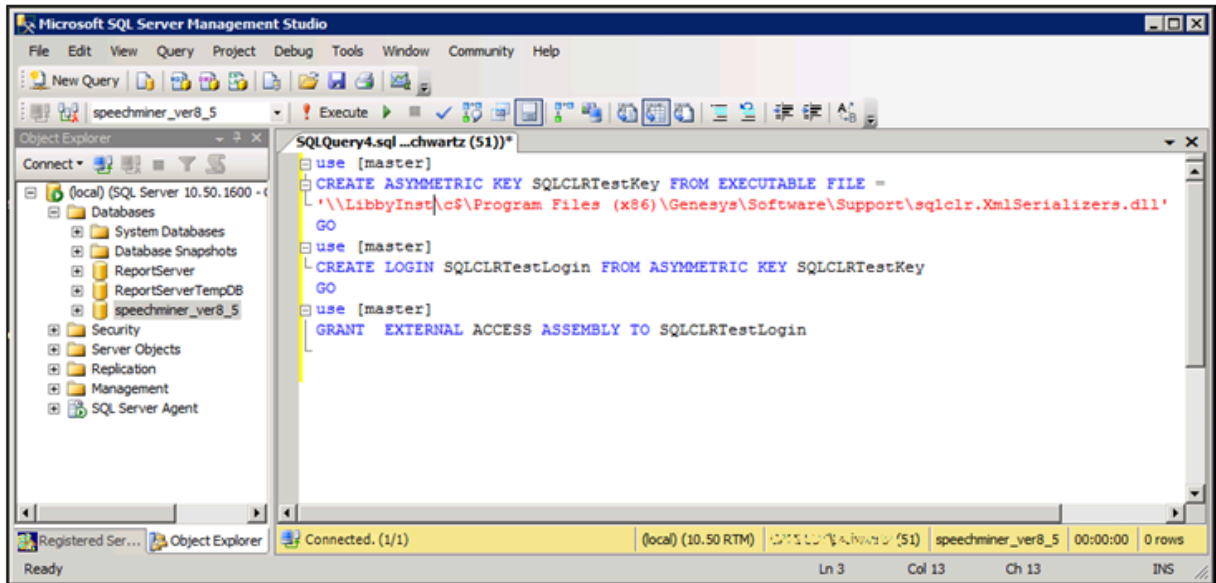 Microsoft SQL Server Management Studio
File Edit View Query Project Debug Tools Window Community Help
New Query
speechminer_ver8_5 Execute
Object Explorer
SQLQuery4.sql ...chwartz (51))*
Connect
(local) (SQL Server 10.50.1600 -
Databases
System Databases
Database Snapshots
ReportServer
ReportServerTempDB
speechminer_ver8_5
Security
Server Objects
Replication
Management
SQL Server Agent
use [master]
CREATE ASYMMETRIC KEY SQLCLRTestKey FROM EXECUTABLE FILE =
'\\LibbyInst\c$\Program Files (x86)\Genesys\Software\Support\sqlclr.XmlSerializers.dll'
GO
use [master]
CREATE LOGIN SQLCLRTestLogin FROM ASYMMETRIC KEY SQLCLRTestKey
GO
use [master]
GRANT  EXTERNAL ACCESS ASSEMBLY TO SQLCLRTestLogin
Registered Ser... Object Explorer
Connected. (1/1) (local) (10.50 RTM) (51) speechminer_ver8_5 00:00:00 0 rows
Ready Ln 3 Col 13 Ch 13 INS